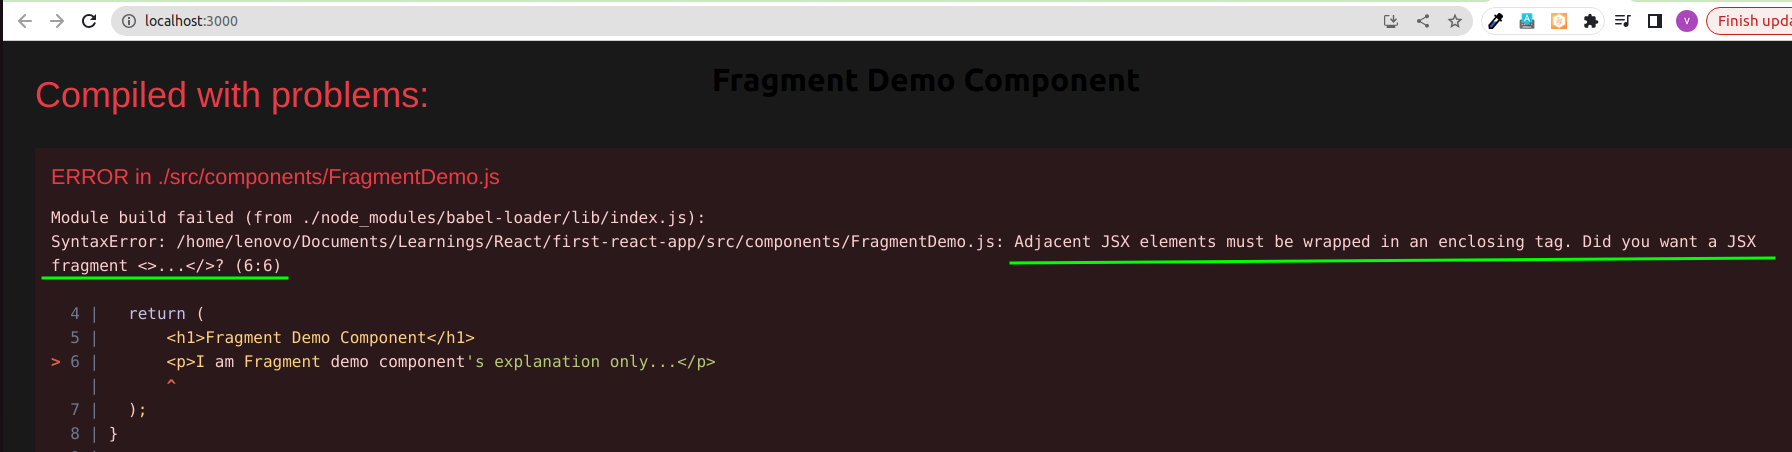 localhost:3000
V
Finish upda
Fragment Demo Component
Compiled with problems:
ERROR in ./src/components/FragmentDemo.js
Module build failed (from ./node_modules/babel-loader/lib/index.js):
SyntaxError: /home/lenovo/Documents/Learnings/React/first-react-app/src/components/FragmentDemo.js: Adjacent JSX elements must be wrapped in an enclosing tag. Did you want a JSX
fragment <>...</>? (6:6)
4 |   return (
5 |       <h1>Fragment Demo Component</h1>
> 6 |       <p>I am Fragment demo component's explanation only...</p>
|       ^
7 |   );
8 | }